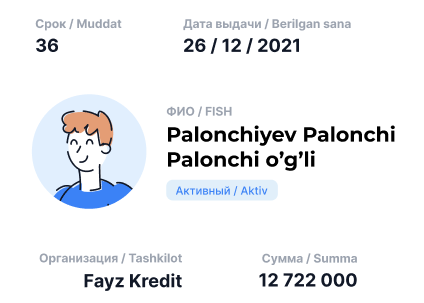 Срок / Muddat
Дата выдачи / Berilgan sana
36
26 / 12 / 2021
ФИО / FISH
Palonchiyev Palonchi
Palonchi o’g’li
Активный / Aktiv
Организация / Tashkilot
Сумма / Summa
Fayz Kredit
12 722 000